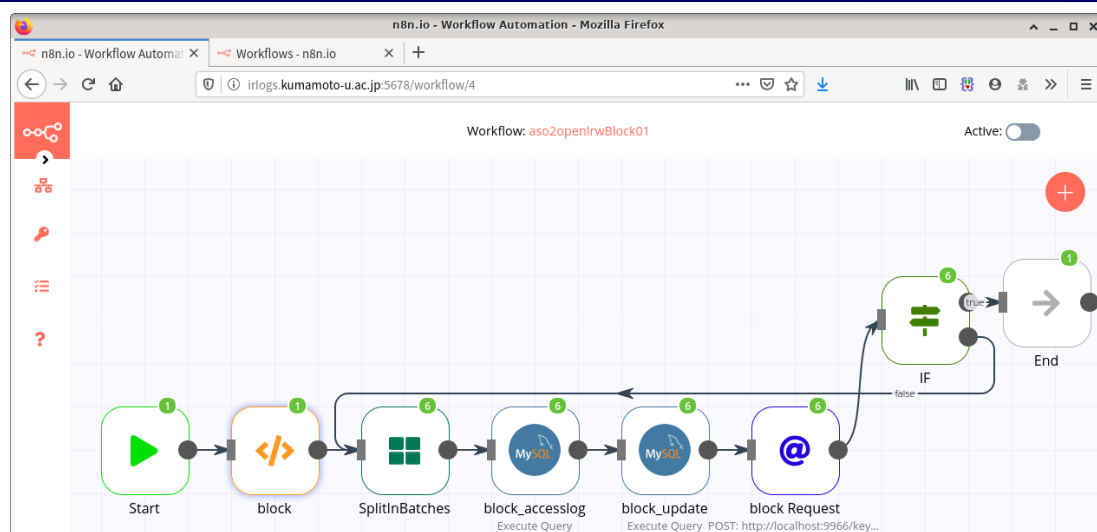 n8n.io - Workflow Automation - Mozilla Firefox
n8n.io - Workflow Automat
Workflows - n8n.io
irlogs.kumamoto-u.ac.jp:5678/workflow/4
Workflow: aso2openlrwBlock01
Active:
6
1
true
IF
End
false
1
1
6
6
6
6
MySQL
MySQL
@
Start
block
SplitInBatches
block_accesslog
block_update
block Request
Execute Query
Execute Query
POST: http://localhost:9966/key...